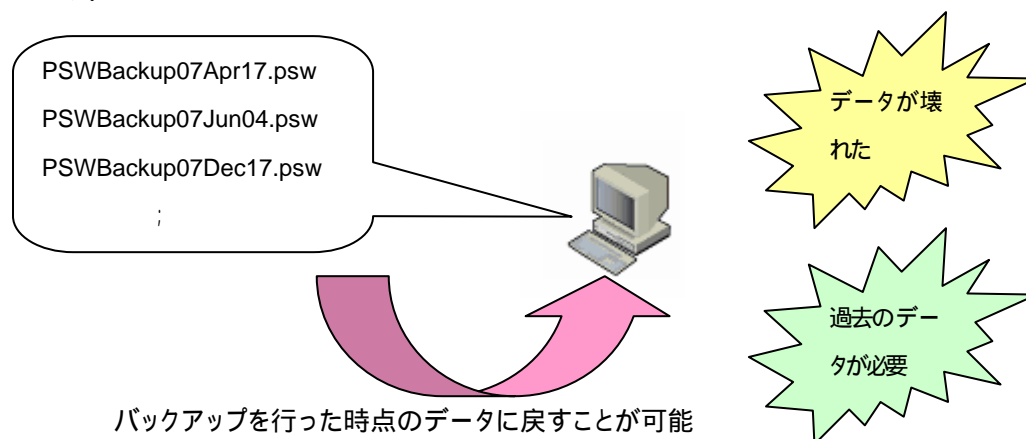 PSWBackup07Apr17.psw
PSWBackup07Jun04.psw
PSWBackup07Dec17.psw
;
データが壊
れた
過去のデー
タが必要
バックアップを行った時点のデータに戻すことが可能